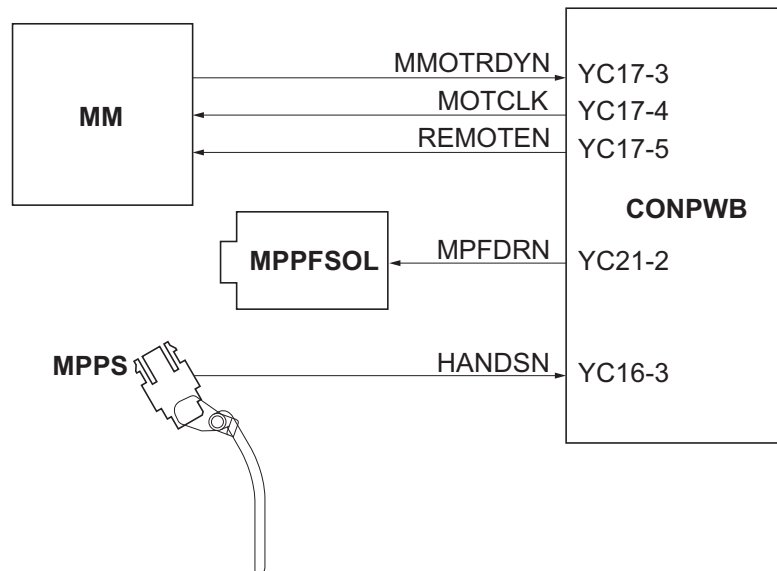 MM
MMOTRDYN
YC17-3
MOTCLK
YC17-4
REMOTEN
YC17-5
CONPWB
MPPFSOL
MPFDRN
YC21-2
MPPS
HANDSN
YC16-3